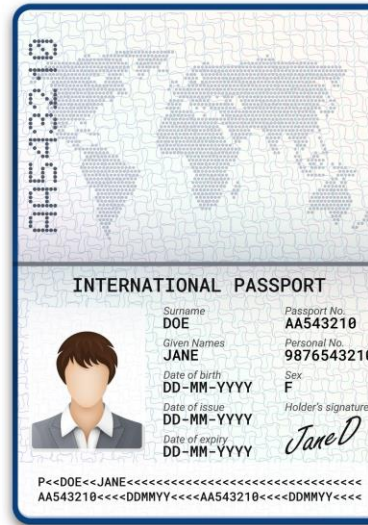 AA543210
INTERNATIONAL PASSPORT
Surname
DOE
Passport No.
AA543210
Given Names
JANE
Personal No.
9876543210
Date of birth
DD-MM-YYYY
Sex
F
Date of issue
DD-MM-YYYY
Holder's signature
Jane D
Date of expiry
DD-MM-YYYY
P<<DOE<<JANE<<<<<<<<<<<<<<<<<<<<<<<<<<<<<<<<
AA543210<<<<DDMMYY<<<<AA543210<<<<DDMMYY<<<<